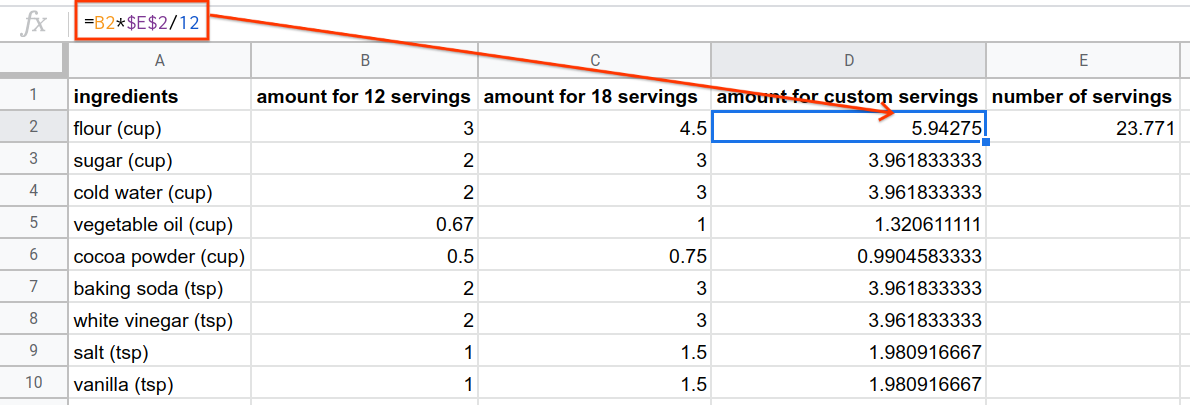 fx =B2*$E$2/12
A B C D E
1 ingredients amount for 12 servings amount for 18 servings amount for custom servings number of servings
2 flour (cup) 3 4.5 5.94275 23.771
3 sugar (cup) 2 3 3.961833333
4 cold water (cup) 2 3 3.961833333
5 vegetable oil (cup) 0.67 1 1.320611111
6 cocoa powder (cup) 0.5 0.75 0.9904583333
7 baking soda (tsp) 2 3 3.961833333
8 white vinegar (tsp) 2 3 3.961833333
9 salt (tsp) 1 1.5 1.980916667
10 vanilla (tsp) 1 1.5 1.980916667